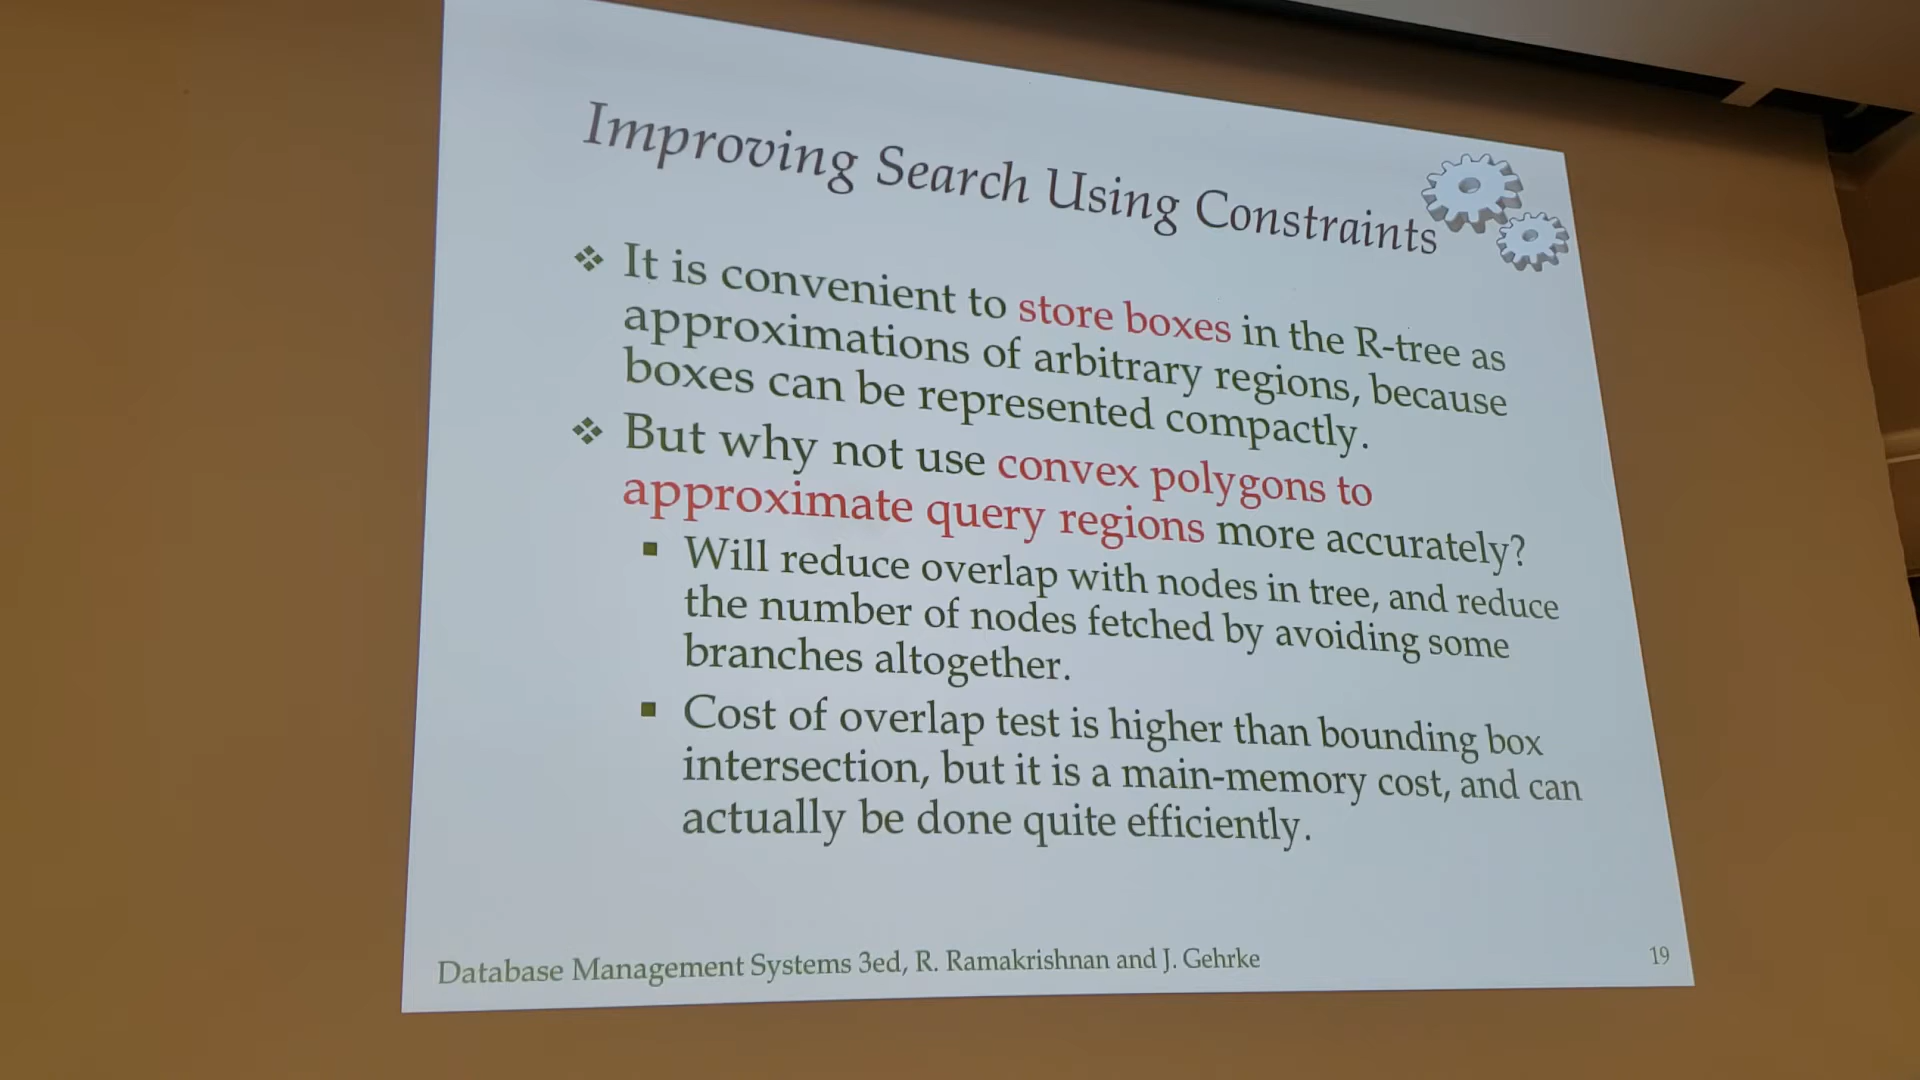 Improving Search Using Constraints
❖ It is convenient to store boxes in the R-tree as
approximations of arbitrary regions, because
boxes can be represented compactly.
❖ But why not use convex polygons to
approximate query regions more accurately?
▪ Will reduce overlap with nodes in tree, and reduce
the number of nodes fetched by avoiding some
branches altogether.
▪ Cost of overlap test is higher than bounding box
intersection, but it is a main-memory cost, and can
actually be done quite efficiently.
Database Management Systems 3ed, R. Ramakrishnan and J. Gehrke
19